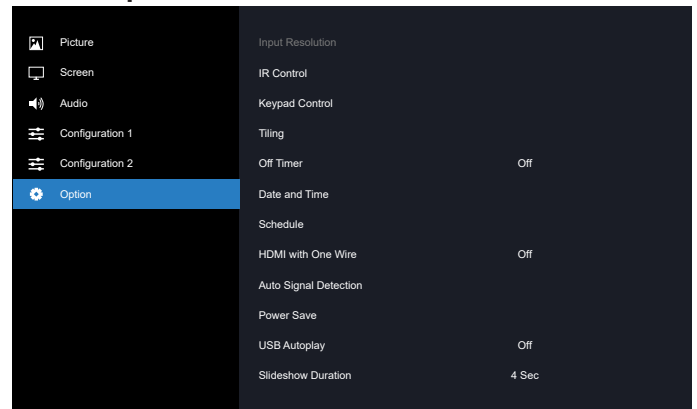 Picture
Screen
Audio
Configuration 1
Configuration 2
Option
Input Resolution
IR Control
Keypad Control
Tiling
Off Timer Off
Date and Time
Schedule
HDMI with One Wire Off
Auto Signal Detection
Power Save
USB Autoplay Off
Slideshow Duration 4 Sec